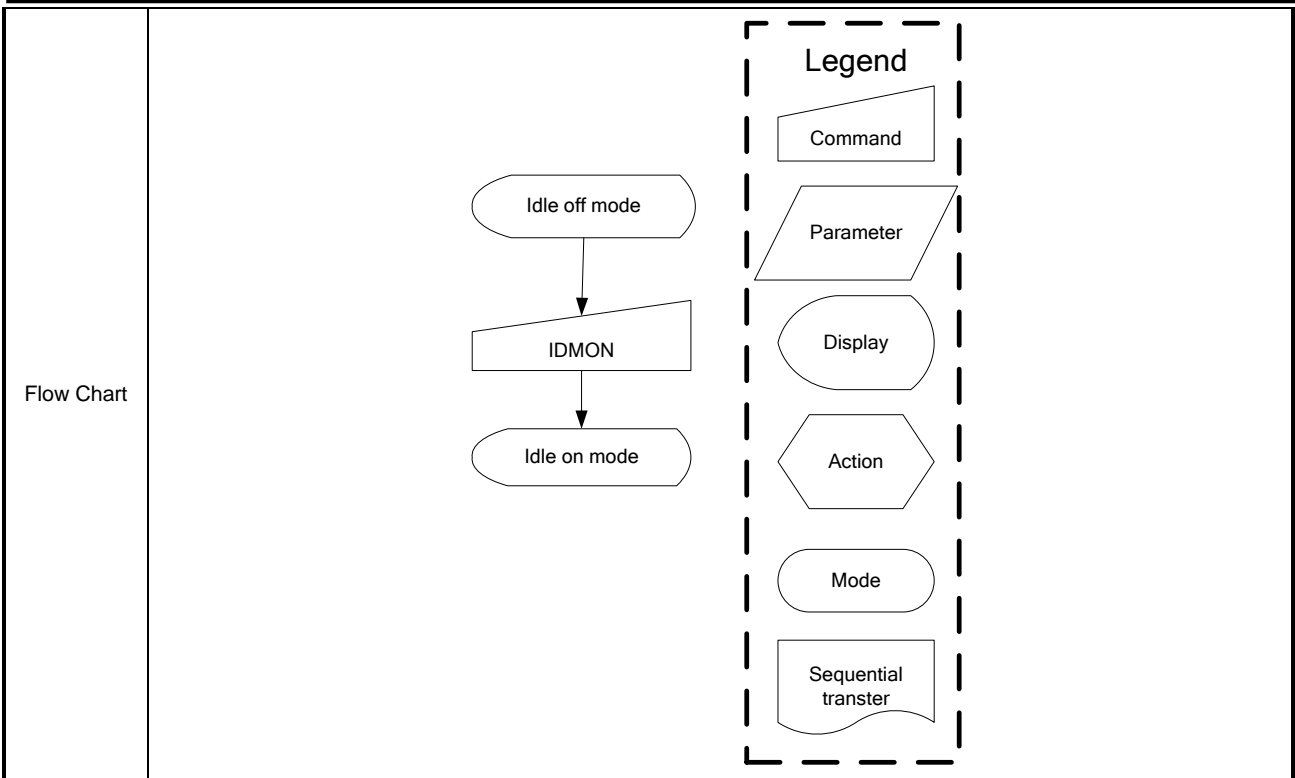 Flow Chart
Idle off mode
IDMON
Idle on mode
Legend
Command
Parameter
Display
Action
Mode
Sequential
transter